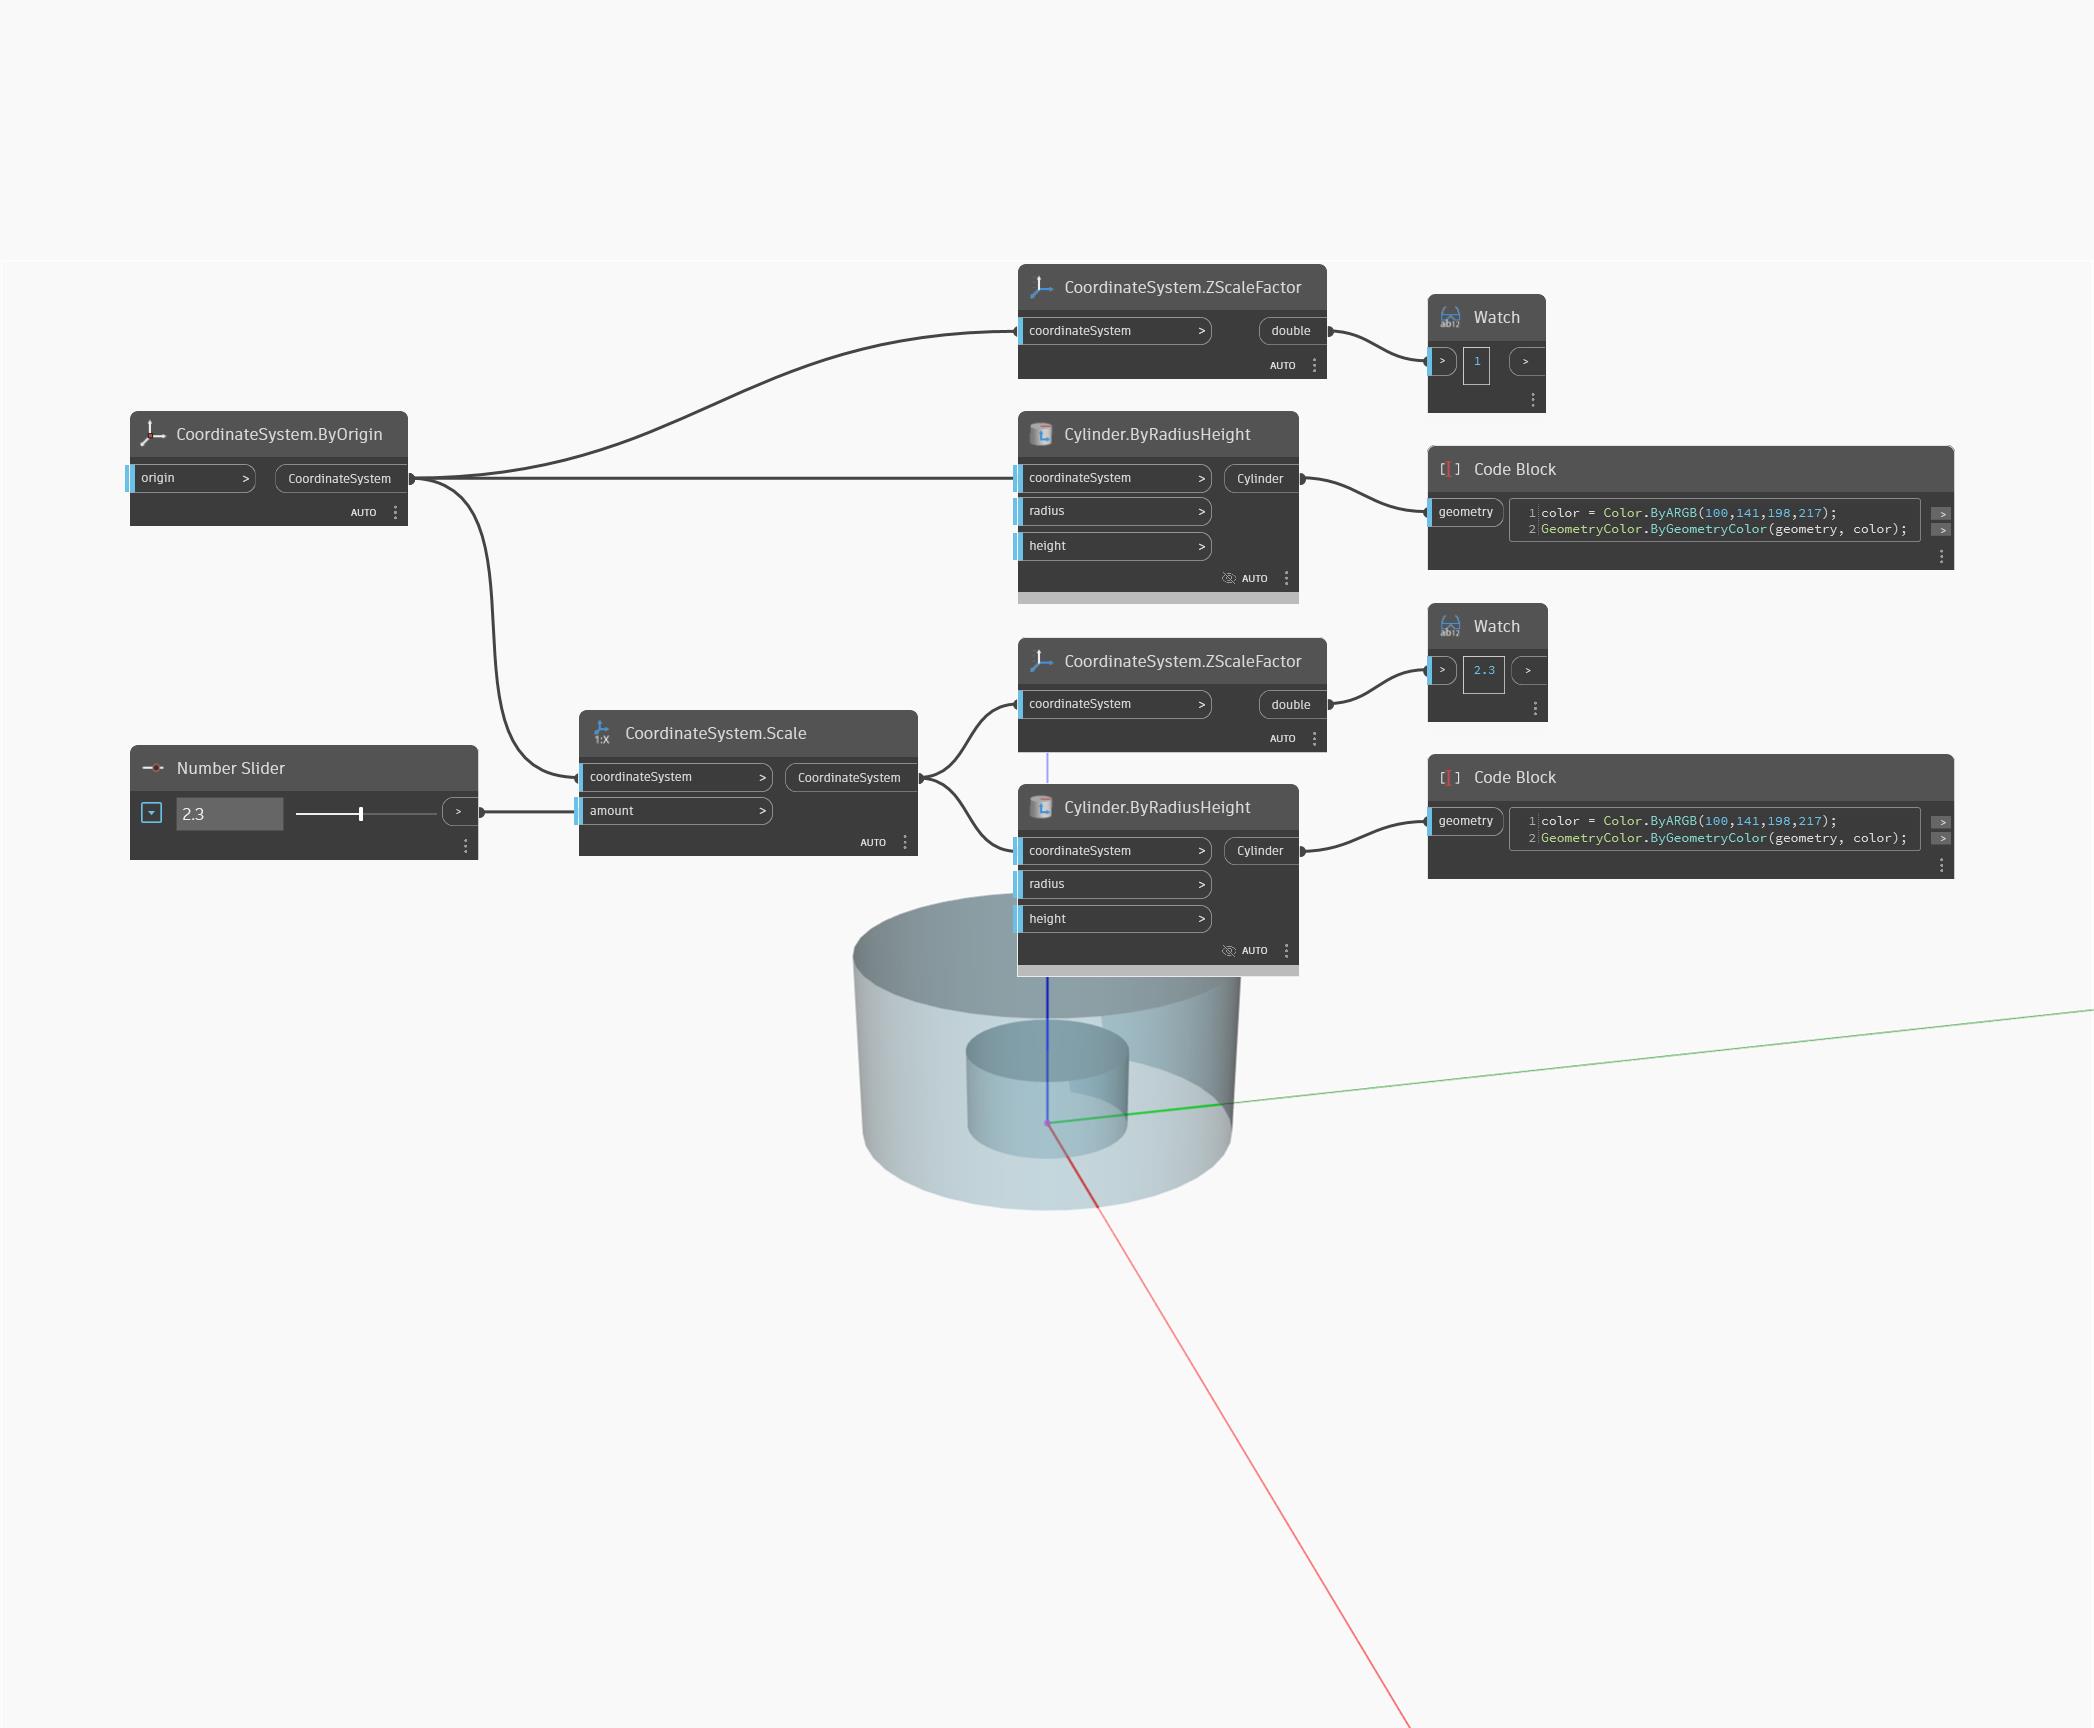 CoordinateSystem.ZScaleFactor
coordinateSystem > double
AUTO
Watch
> 1 >
CoordinateSystem.ByOrigin
origin > CoordinateSystem
AUTO
Cylinder.ByRadiusHeight
coordinateSystem > Cylinder
radius >
height >
AUTO
Code Block
geometry 1 color = Color.ByARGB(100,141,198,217); >
2 GeometryColor.ByGeometryColor(geometry, color); >
CoordinateSystem.ZScaleFactor
coordinateSystem > double
AUTO
Watch
> 2.3 >
Number Slider
2.3 >
1:X CoordinateSystem.Scale
coordinateSystem > CoordinateSystem
amount >
AUTO
Cylinder.ByRadiusHeight
coordinateSystem > Cylinder
radius >
height >
AUTO
Code Block
geometry 1 color = Color.ByARGB(100,141,198,217); >
2 GeometryColor.ByGeometryColor(geometry, color); >